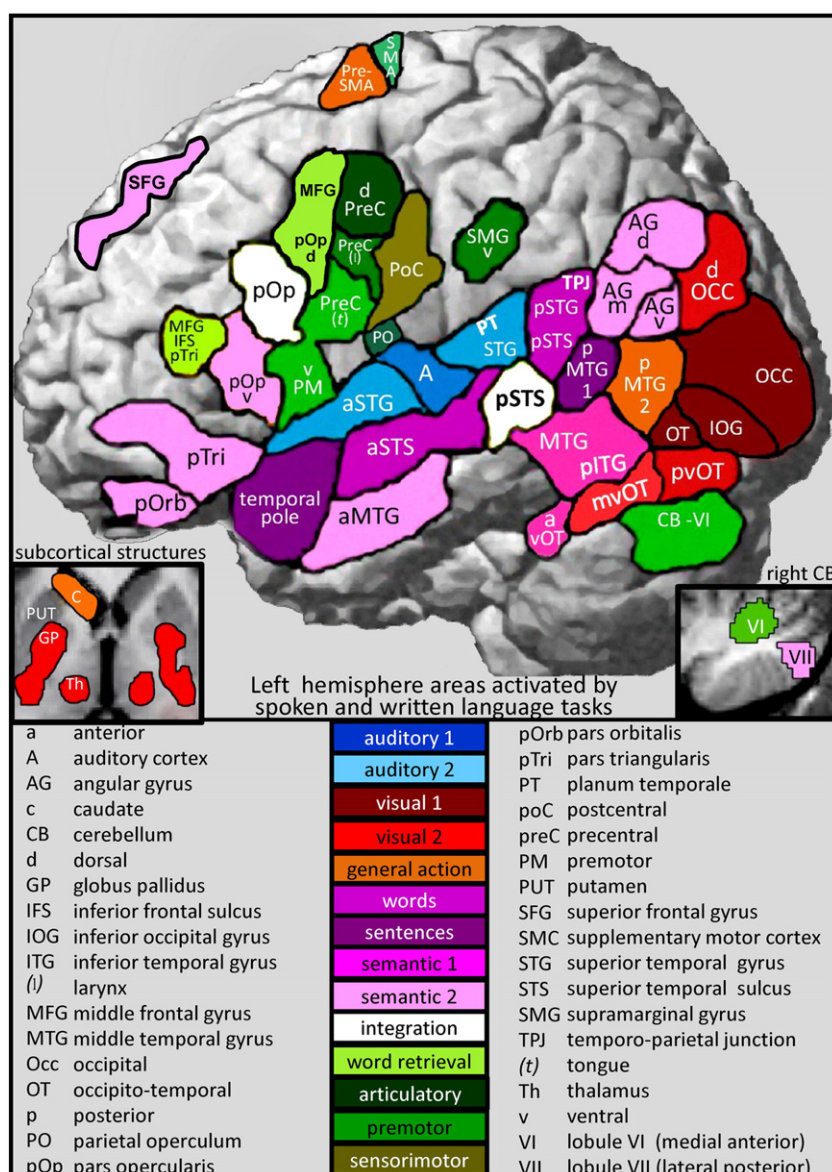 S
M
A
Pre-
SMA
SFG
MFG
pOp
d
d
PreC
PreC
(l)
PoC
SMG
v
AG
d
AG
m
AG
v
d
OCC
TPJ
pSTG
pSTS
pOp
PreC
(t)
PO
PT
STG
MFG
IFS
pTri
pOp
v
v
PM
aSTG
A
pSTS
p
MTG
1
p
MTG
2
OCC
OT
IOG
pTri
pOrb
temporal
pole
aSTS
aMTG
MTG
pITG
mvOT
pvOT
a
vOT
CB -VI
subcortical structures
PUT
C
GP
Th
right CB
VI
VII
Left hemisphere areas activated by
spoken and written language tasks
a anterior
A auditory cortex
AG angular gyrus
c caudate
CB cerebellum
d dorsal
GP globus pallidus
IFS inferior frontal sulcus
IOG inferior occipital gyrus
ITG inferior temporal gyrus
(l) larynx
MFG middle frontal gyrus
MTG middle temporal gyrus
Occ occipital
OT occipito-temporal
p posterior
PO parietal operculum
pOp pars opercularis
auditory 1
auditory 2
visual 1
visual 2
general action
words
sentences
semantic 1
semantic 2
integration
word retrieval
articulatory
premotor
sensorimotor
pOrb pars orbitalis
pTri pars triangularis
PT planum temporale
poC postcentral
preC precentral
PM premotor
PUT putamen
SFG superior frontal gyrus
SMC supplementary motor cortex
STG superior temporal gyrus
STS superior temporal sulcus
SMG supramarginal gyrus
TPJ temporo-parietal junction
(t) tongue
Th thalamus
v ventral
VI lobule VI (medial anterior)
VII lobule VII (lateral posterior)